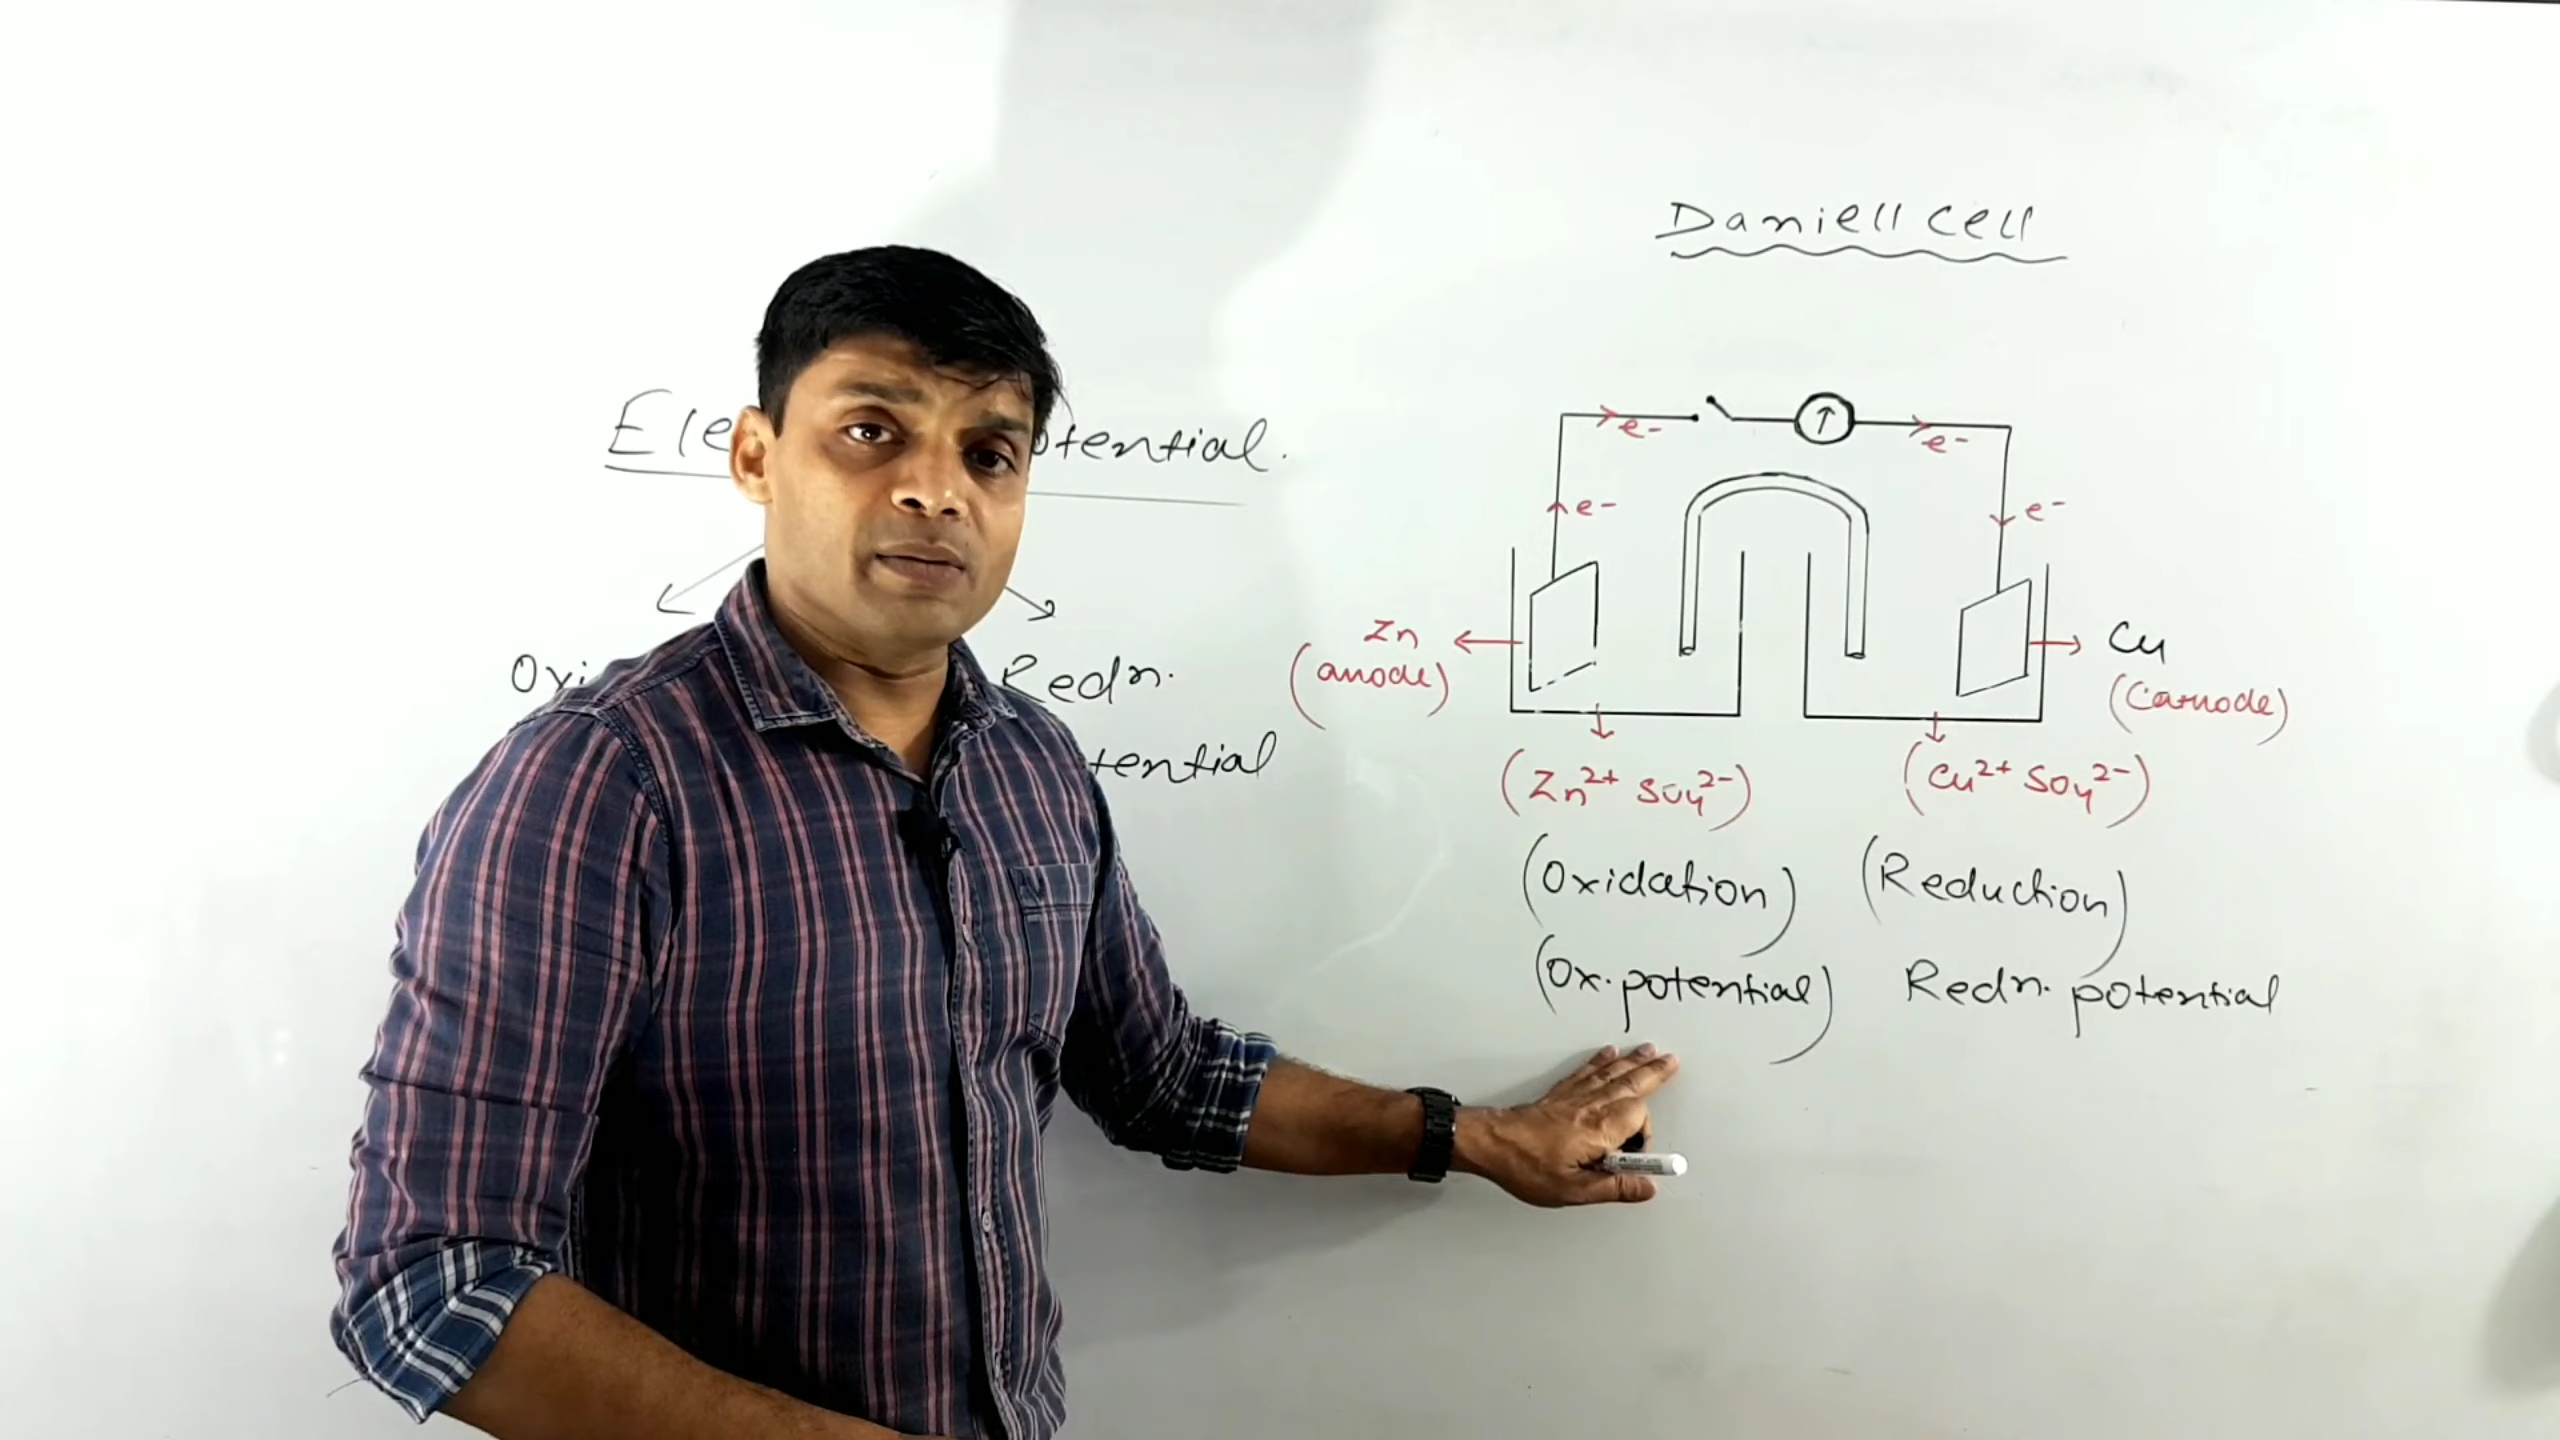 Daniell cell
Ele otential.
Oxi Redn.
tential
e- e-
e- e-
Zn Cu
(anode) (Cathode)
(Zn2+ SO42-) (Cu2+ SO42-)
(Oxidation) (Reduction)
(Ox. potential) Redn. potential